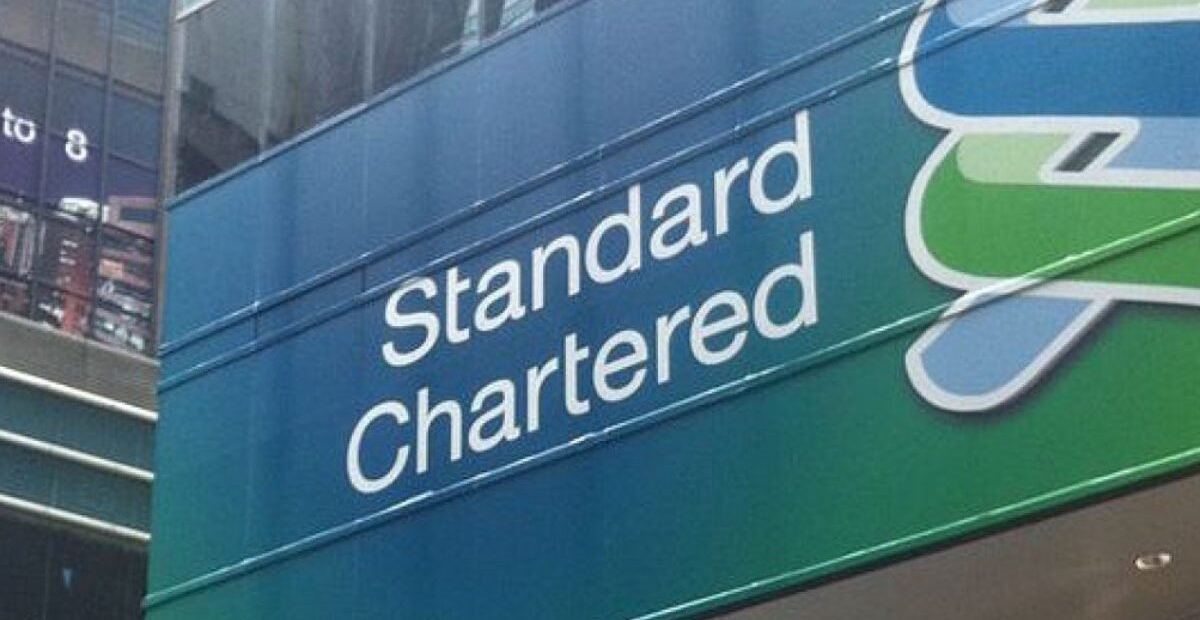 to 8
Standard
Chartered